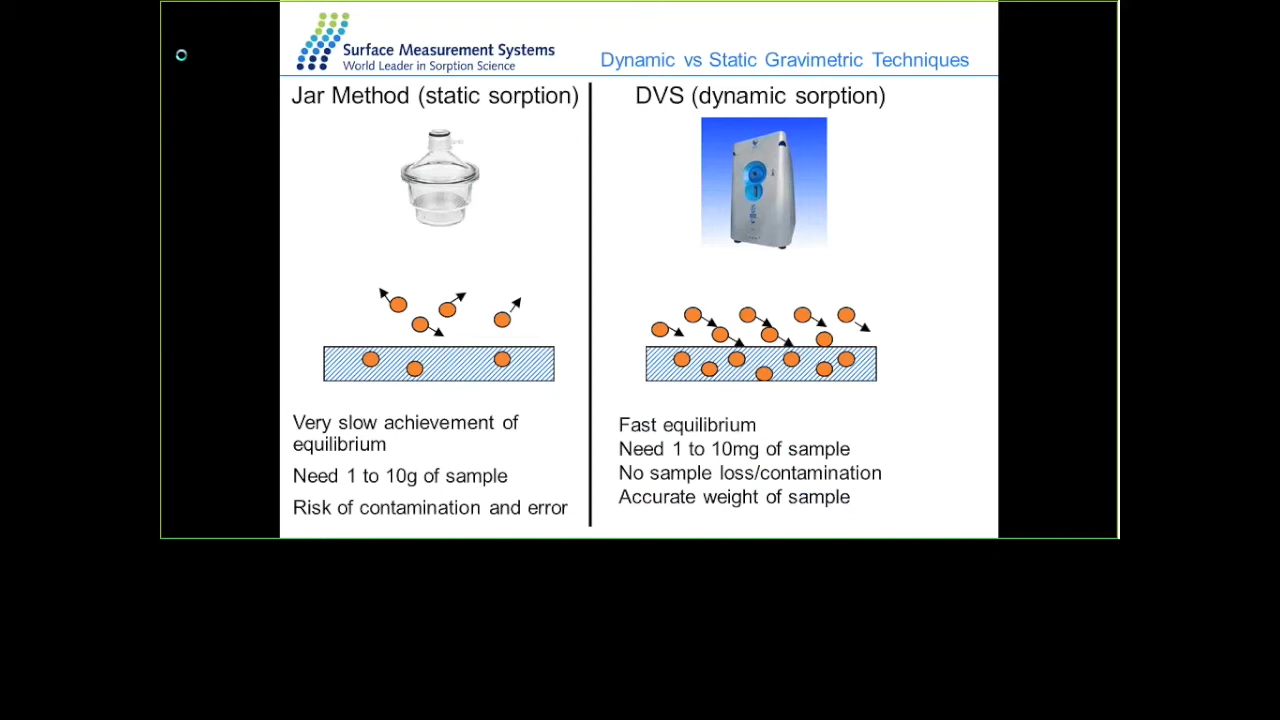 Surface Measurement Systems
World Leader in Sorption Science
Dynamic vs Static Gravimetric Techniques
Jar Method (static sorption)
Very slow achievement of
equilibrium
Need 1 to 10g of sample
Risk of contamination and error
DVS (dynamic sorption)
Fast equilibrium
Need 1 to 10mg of sample
No sample loss/contamination
Accurate weight of sample